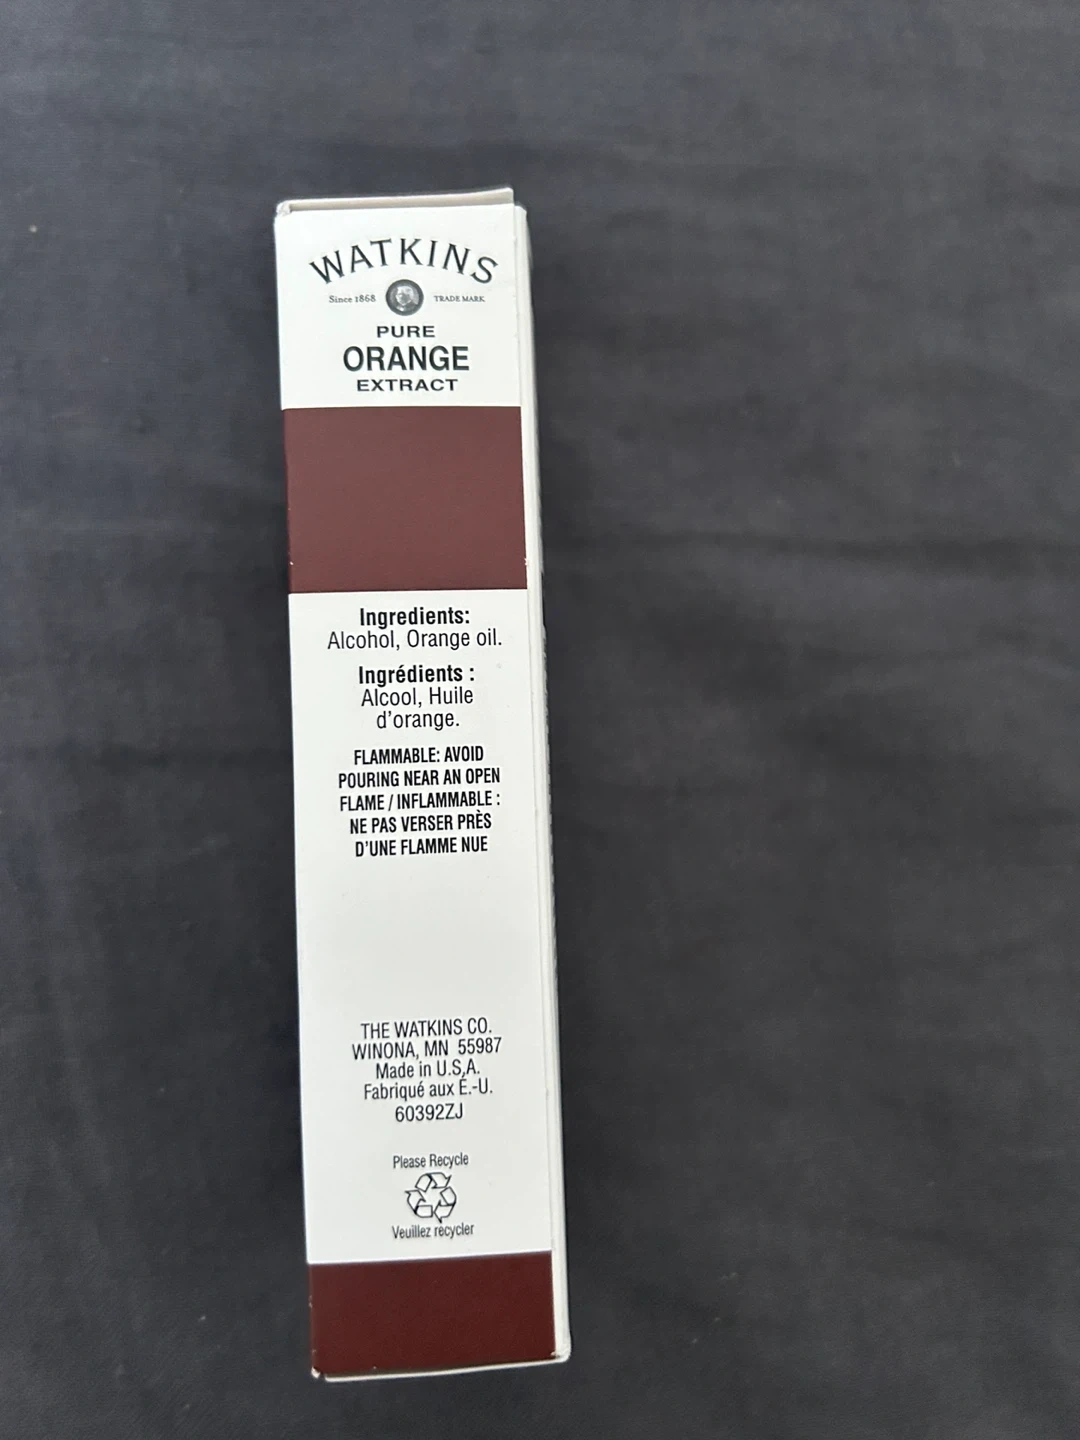 WATKINS
Since 1868 TRADE MARK
PURE
ORANGE
EXTRACT
Ingredients:
Alcohol, Orange oil.
Ingrédients :
Alcool, Huile
d'orange.
FLAMMABLE: AVOID
POURING NEAR AN OPEN
FLAME / INFLAMMABLE :
NE PAS VERSER PRÈS
D'UNE FLAMME NUE
THE WATKINS CO.
WINONA, MN 55987
Made in U.S.A.
Fabriqué aux É.-U.
60392ZJ
Please Recycle
Veuillez recycler